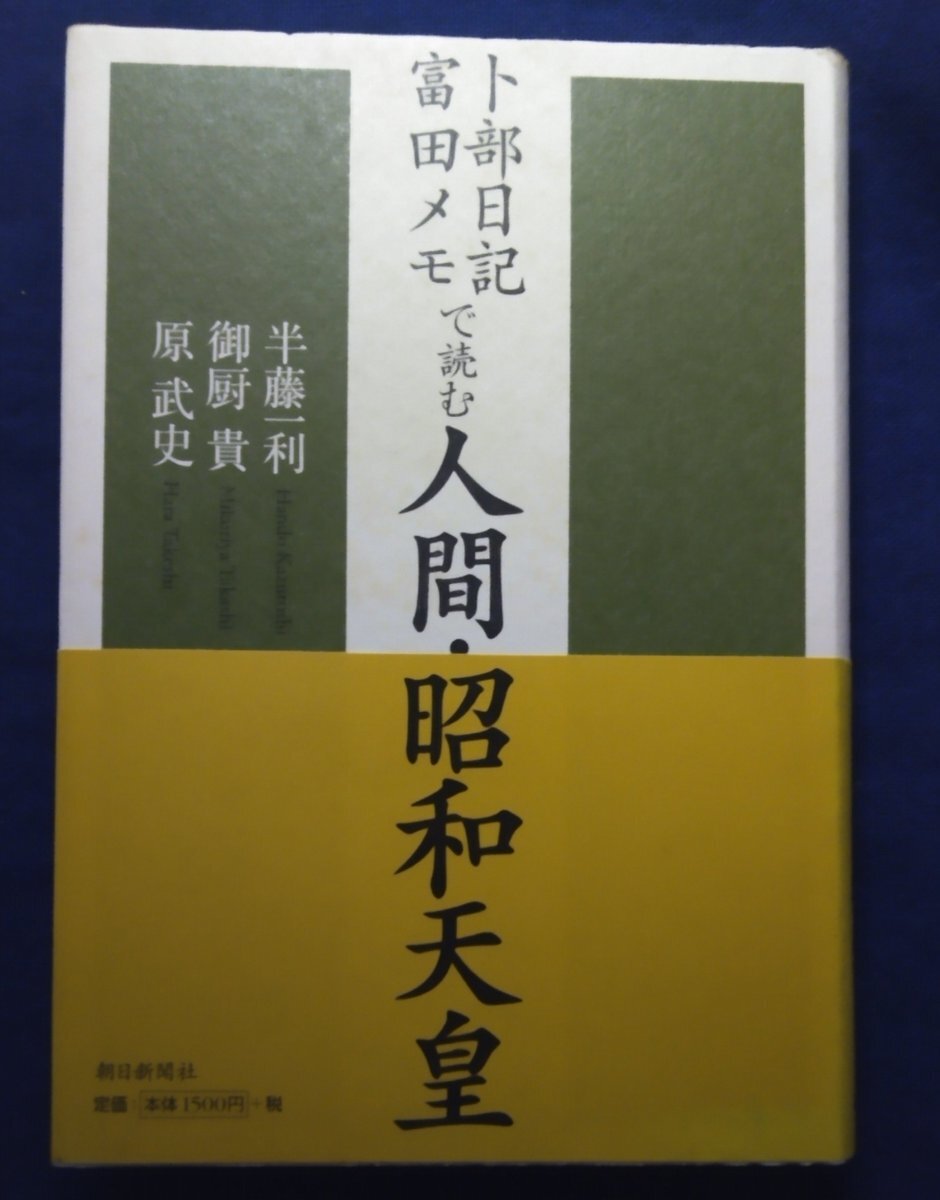 卜部日記
富田メモ
で読む
人間・昭和天皇
半藤一利
Hando Kazutoshi
御厨 貴
Mikuriya Takashi
原 武史
Hara Takeshi
朝日新聞社
定価:本体1500円+税